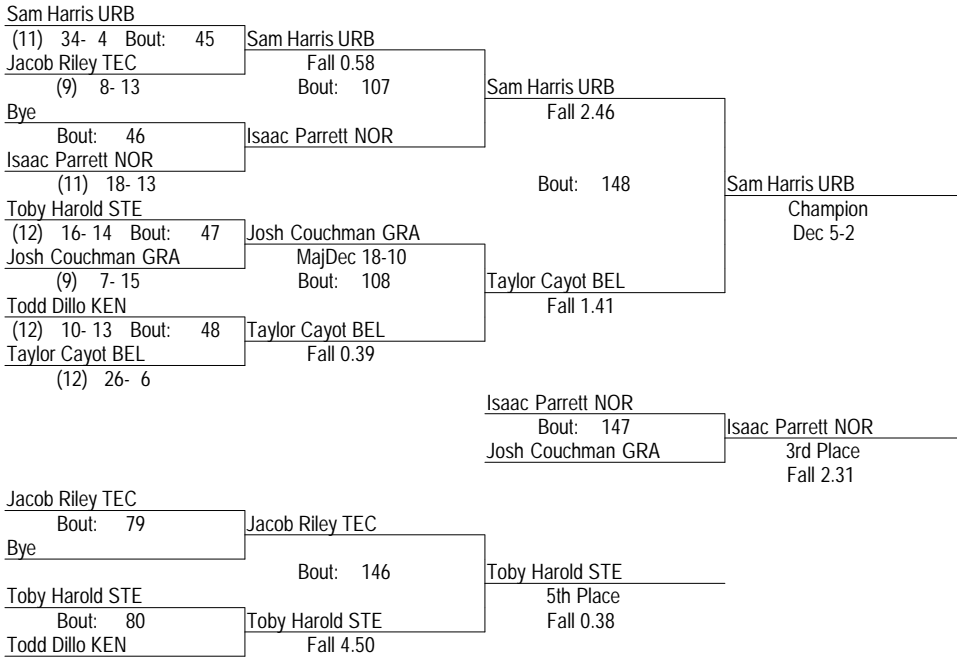 Sam Harris URB
(11) 34- 4 Bout: 45 Sam Harris URB
Jacob Riley TEC Fall 0.58
(9) 8- 13 Bout: 107 Sam Harris URB
Bye Fall 2.46
Bout: 46 Isaac Parrett NOR
Isaac Parrett NOR
(11) 18- 13 Bout: 148 Sam Harris URB
Toby Harold STE Champion
(12) 16- 14 Bout: 47 Josh Couchman GRA Dec 5-2
Josh Couchman GRA MajDec 18-10
(9) 7- 15 Bout: 108 Taylor Cayot BEL
Todd Dillo KEN Fall 1.41
(12) 10- 13 Bout: 48 Taylor Cayot BEL
Taylor Cayot BEL Fall 0.39
(12) 26- 6
Isaac Parrett NOR
Bout: 147 Isaac Parrett NOR
Josh Couchman GRA 3rd Place
Fall 2.31
Jacob Riley TEC
Bout: 79 Jacob Riley TEC
Bye
Bout: 146 Toby Harold STE
Toby Harold STE 5th Place
Bout: 80 Toby Harold STE Fall 0.38
Todd Dillo KEN Fall 4.50